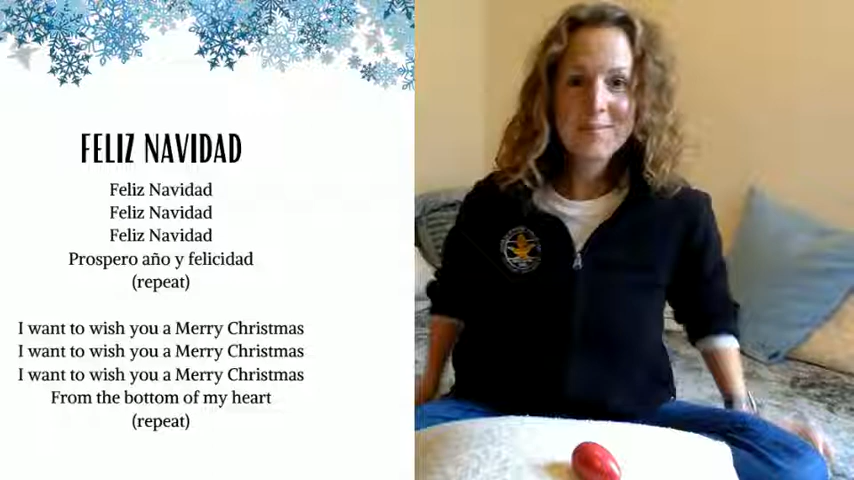 FELIZ NAVIDAD
Feliz Navidad
Feliz Navidad
Feliz Navidad
Prospero año y felicidad
(repeat)
I want to wish you a Merry Christmas
I want to wish you a Merry Christmas
I want to wish you a Merry Christmas
From the bottom of my heart
(repeat)